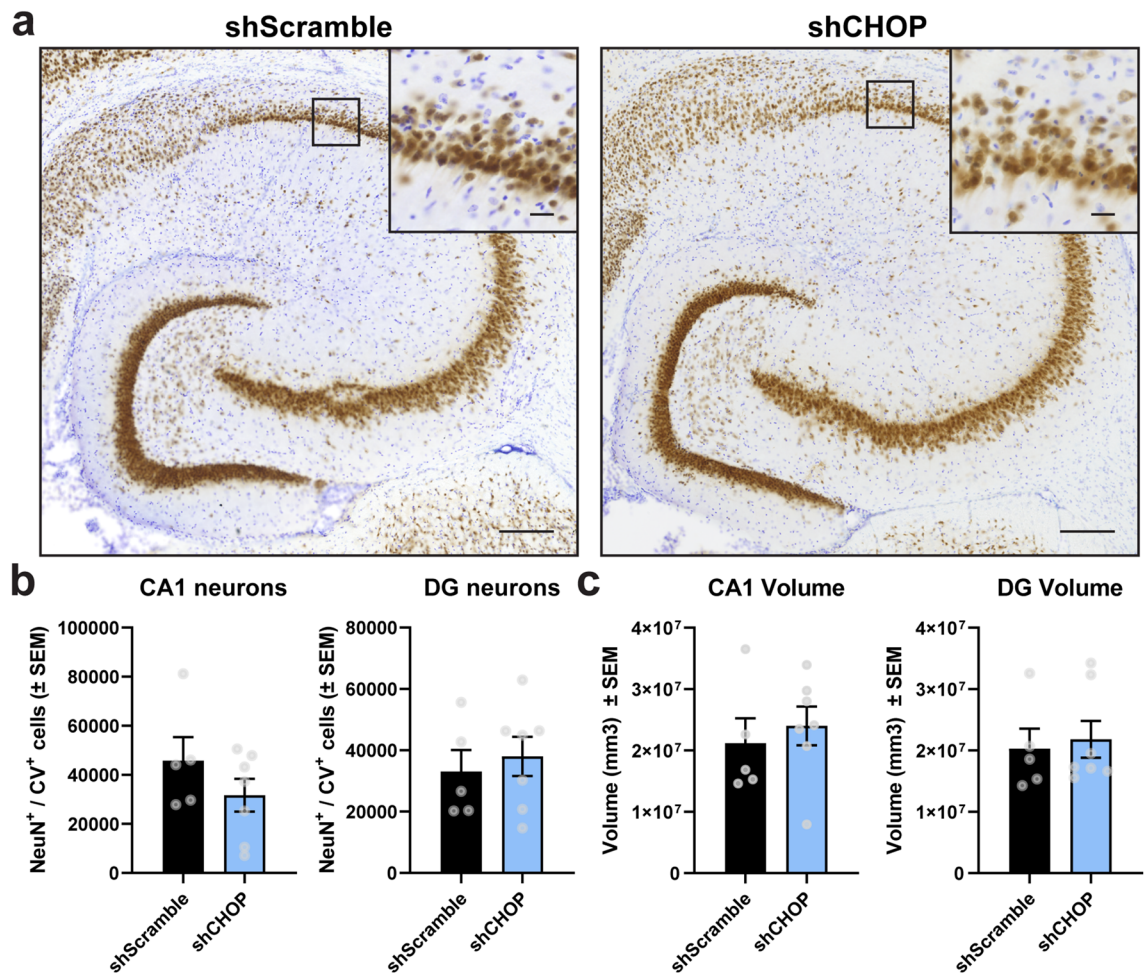 a
shScramble
shCHOP
b
CA1 neurons
NeuN⁺ / CV⁺ cells (± SEM)
100000
80000
60000
40000
20000
0
shScramble
shCHOP
DG neurons
NeuN⁺ / CV⁺ cells (± SEM)
80000
60000
40000
20000
0
shScramble
shCHOP
c
CA1 Volume
Volume (mm3) ± SEM
4×10⁷
3×10⁷
2×10⁷
1×10⁷
0
shScramble
shCHOP
DG Volume
Volume (mm3) ± SEM
4×10⁷
3×10⁷
2×10⁷
1×10⁷
0
shScramble
shCHOP